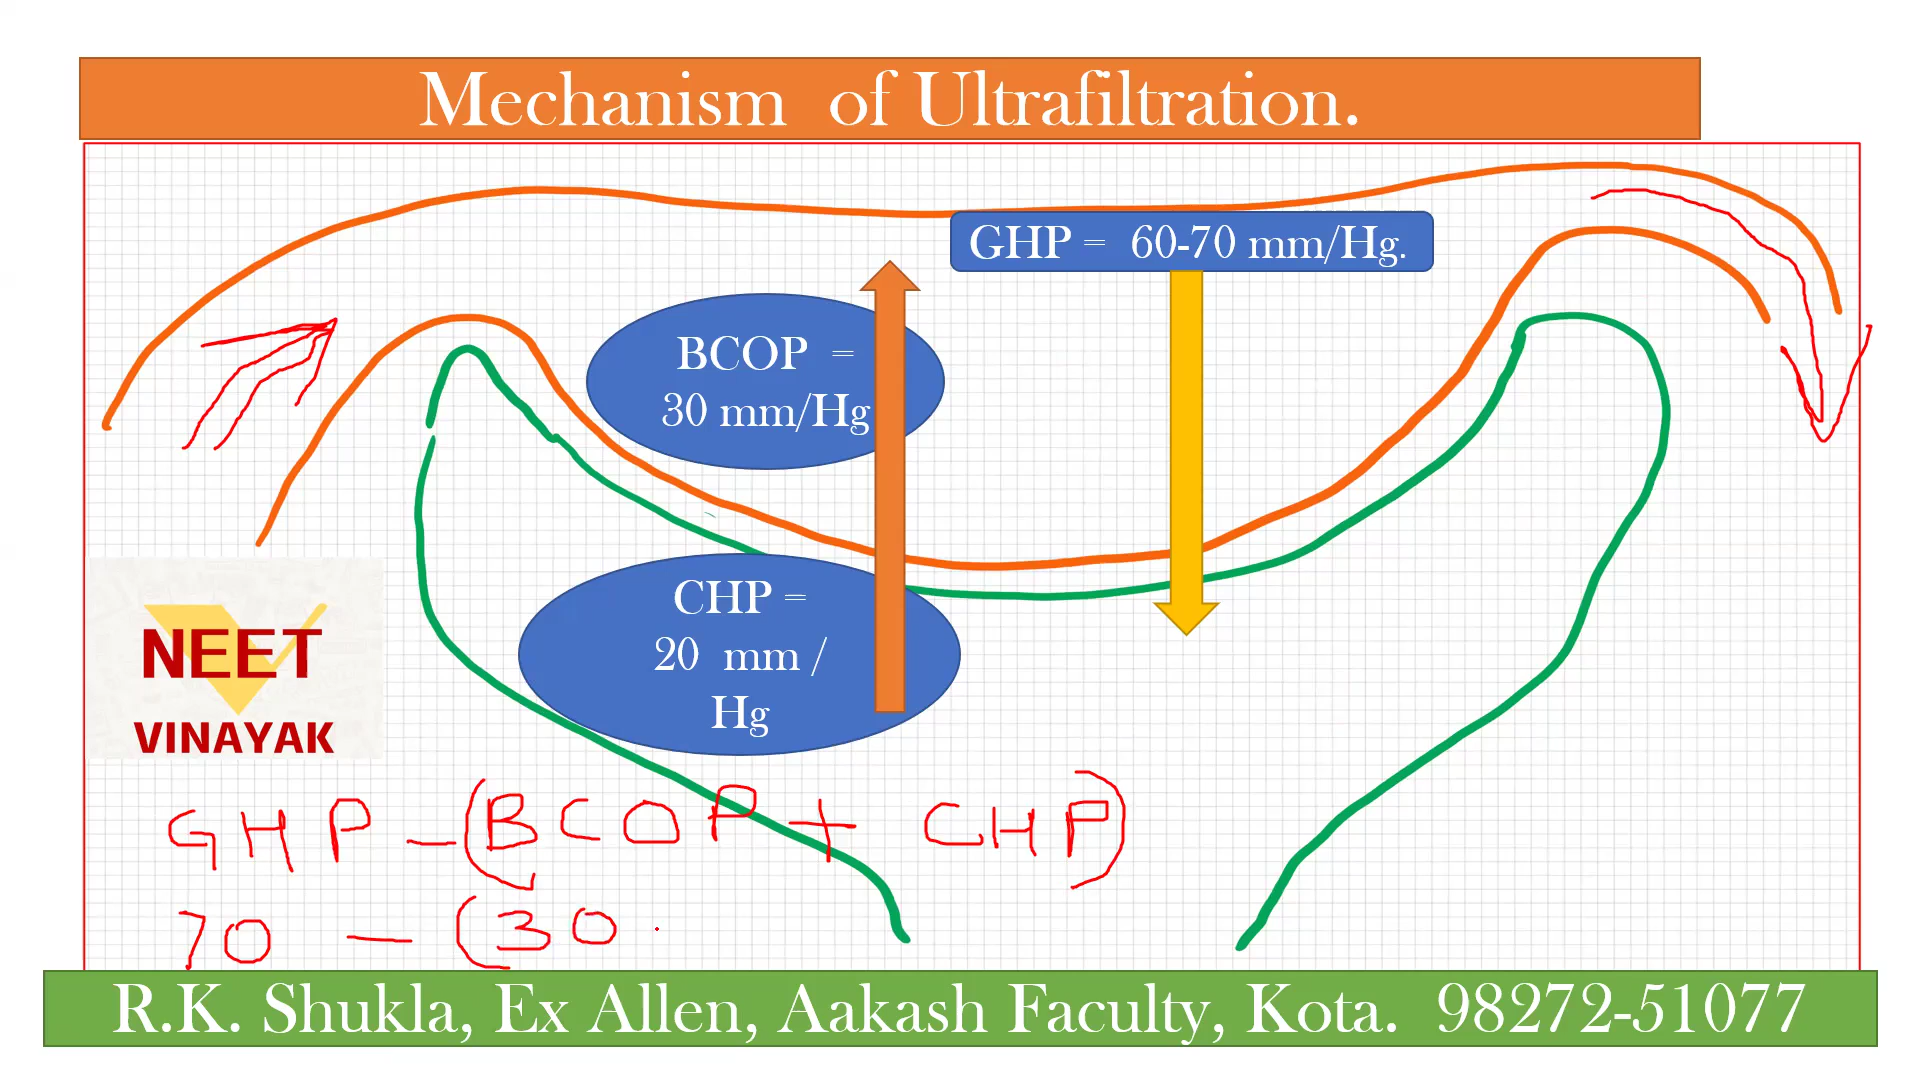 Mechanism of Ultrafiltration.
GHP = 60-70 mm/Hg.
BCOP =
30 mm/Hg
CHP =
20 mm /
Hg
NEET
VINAYAK
GHP - (BCOP + CHP)
70 - (30
R.K. Shukla, Ex Allen, Aakash Faculty, Kota. 98272-51077